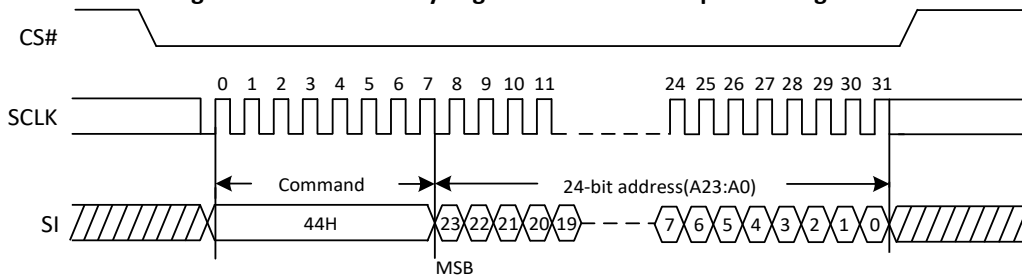 CS#
0 1 2 3 4 5 6 7 8 9 10 11 24 25 26 27 28 29 30 31
SCLK
Command 24-bit address(A23:A0)
SI 44H 23 22 21 20 19 7 6 5 4 3 2 1 0
MSB